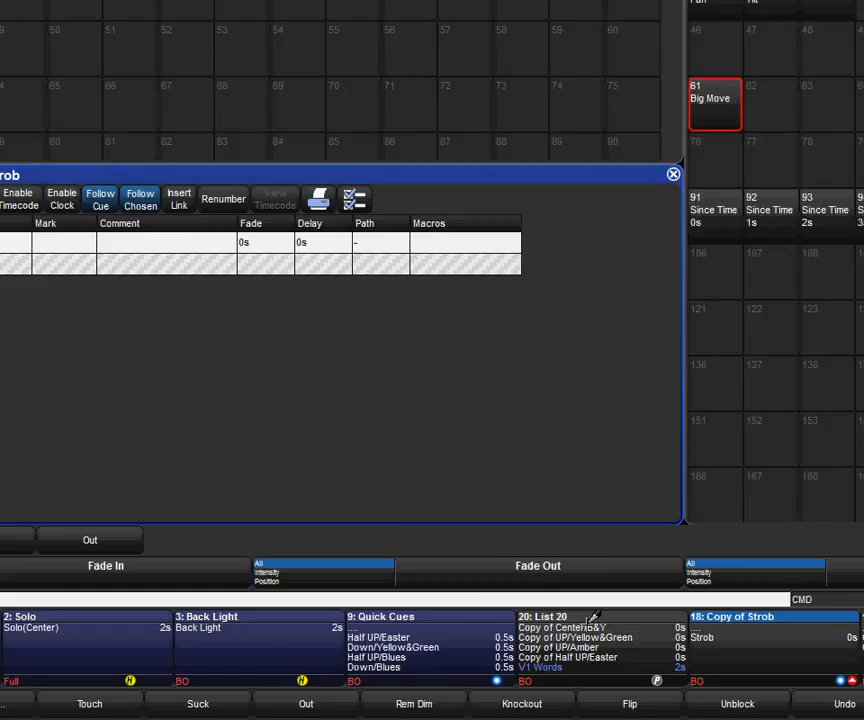 Pan
Tilt
50 51 52 53 54 55 56 57 58 59 60
46 47 48
4 65 66 67 68 69 70 71 72 73 74 75
61 62 63
Big Move
9 80 81 82 83 84 85 86 87 88 89 90
76 77 78
rob
Enable Timecode
Enable Clock
Follow Cue
Follow Chosen
Insert Link
Renumber
View Timecode
Mark Comment Fade Delay Path Macros
0s 0s -
91 Since Time 0s
92 Since Time 1s
93 Since Time 2s
106 107 108
121 122 123
136 137 138
151 152 153
166 167 168
Out
Fade In
All
Intensity
Position
Fade Out
All
Intensity
Position
CMD
2: Solo
Solo(Center) 2s
Full H
3: Back Light
Back Light 2s
BO H
9: Quick Cues
....
Half UP/Easter 0.5s
Down/Yellow&Green 0.5s
Half UP/Blues 0.5s
Down/Blues 0.5s
BO
20: List 20
Copy of Center/B&Y 0s
Copy of UP/Yellow&Green 0s
Copy of UP/Amber 0s
Copy of Half UP/Easter 0s
V1 Words 2s
BO P
18: Copy of Strob
Strob 0s
BO
... Touch Suck Out Rem Dim Knockout Flip Unblock Undo